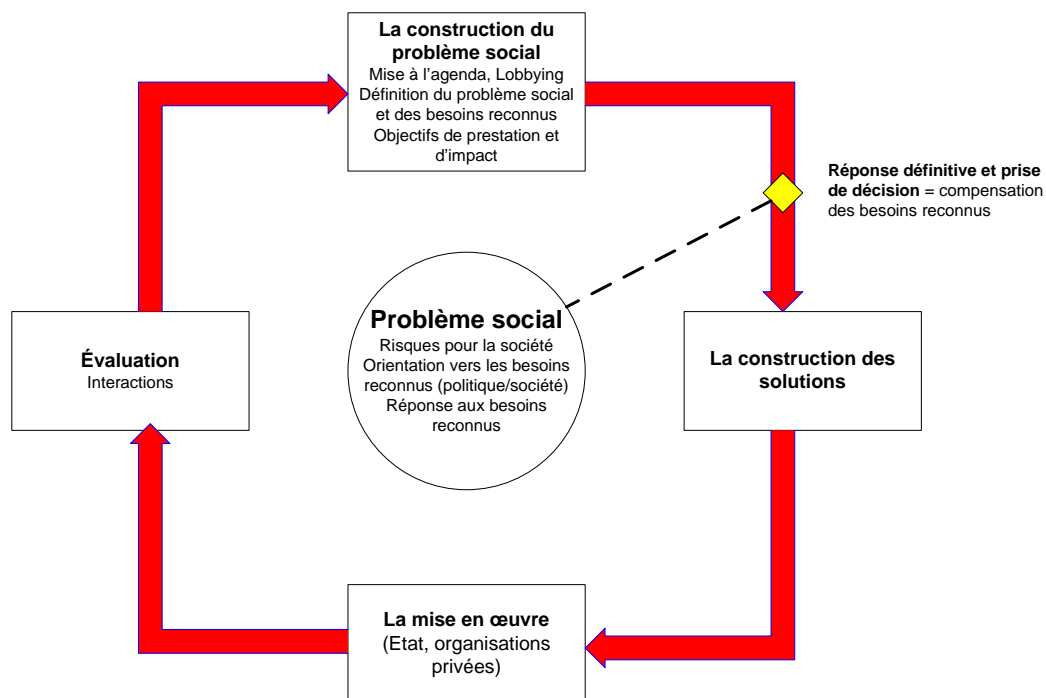 La construction du
problème social
Mise à l'agenda, Lobbying
Définition du problème social
et des besoins reconnus
Objectifs de prestation et
d'impact
Réponse définitive et prise
de décision = compensation
des besoins reconnus
Problème social
Risques pour la société
Orientation vers les besoins
reconnus (politique/société)
Réponse aux besoins
reconnus
Évaluation
Interactions
La construction des
solutions
La mise en œuvre
(Etat, organisations
privées)